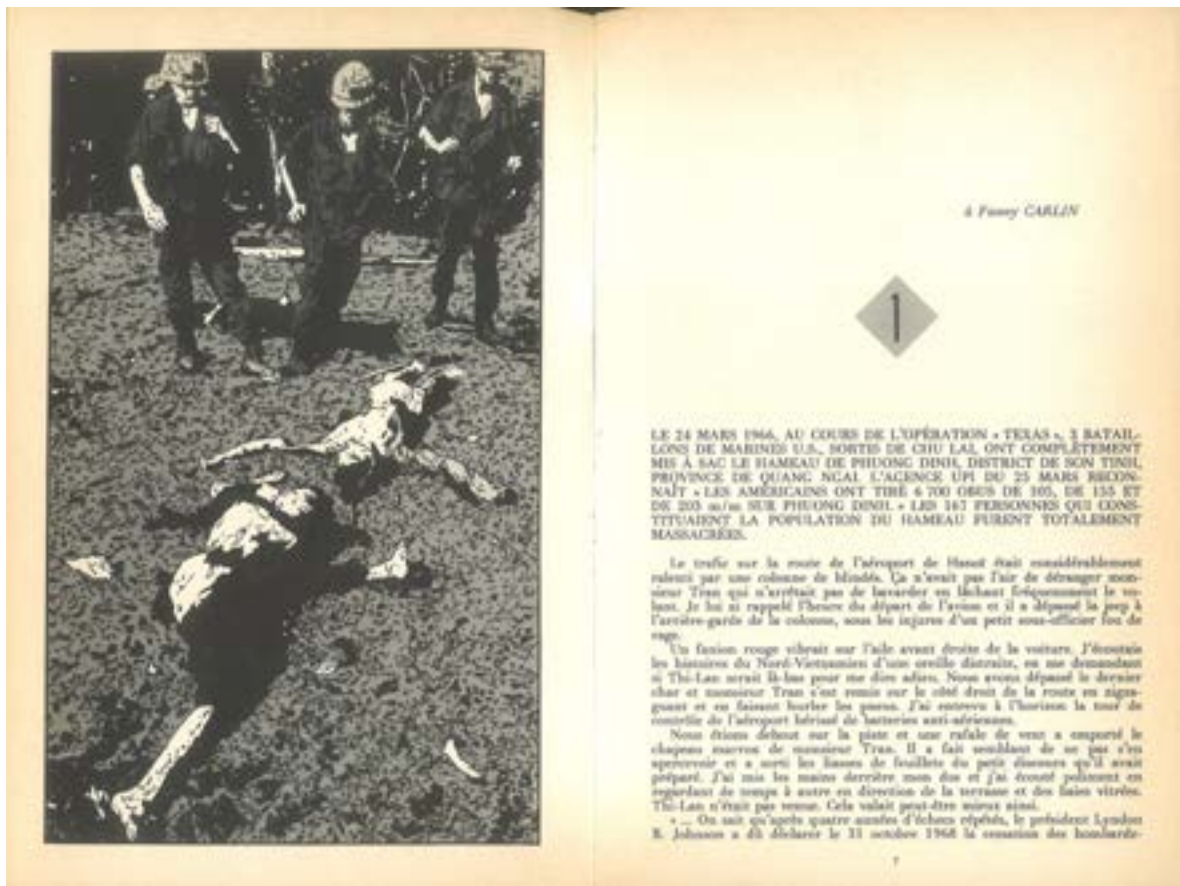 à Fanny CARLIN
1
LE 24 MARS 1966, AU COURS DE L'OPÉRATION « TEXAS », 3 BATAIL-
LONS DE MARINES U.S., SORTIS DE CHU LAI, ONT COMPLÈTEMENT
MIS À SAC LE HAMEAU DE PHUONG DINH, DISTRICT DE SON TINH,
PROVINCE DE QUANG NGAI. L'AGENCE UPI DU 25 MARS RECON-
NAÎT « LES AMÉRICAINS ONT TIRÉ 6 700 OBUS DE 105, DE 155 ET
DE 203 m/m SUR PHUONG DINH. » LES 167 PERSONNES QUI CONS-
TITUAIENT LA POPULATION DU HAMEAU FURENT TOTALEMENT
MASSACRÉES.
Le trafic sur la route de l'aéroport de Hanoï était considérablement
ralenti par une colonne de blindés. Ça n'avait pas l'air de déranger mon-
sieur Tran qui n'arrêtait pas de bavarder en lâchant fréquemment le vo-
lant. Je lui ai rappelé l'heure du départ de l'avion et il a dépassé la jeep à
l'arrière-garde de la colonne, sous les injures d'un petit sous-officier fou de
rage.
Un fanion rouge vibrait sur l'aile avant droite de la voiture. J'écoutais
les histoires du Nord-Vietnamien d'une oreille distraite, en me demandant
si Thi-Lan serait là-bas pour me dire adieu. Nous avons dépassé le dernier
char et monsieur Tran s'est remis sur le côté droit de la route en zigza-
guant et en faisant hurler les pneus. J'ai entrevu à l'horizon la tour de
contrôle de l'aéroport hérissé de batteries anti-aériennes.
Nous étions debout sur la piste et une rafale de vent a emporté le
chapeau marron de monsieur Tran. Il a fait semblant de ne pas s'en
apercevoir et a sorti les liasses de feuillets du petit discours qu'il avait
préparé. J'ai mis les mains derrière mon dos et j'ai écouté poliment en
regardant de temps à autre en direction de la terrasse et des baies vitrées.
Thi-Lan n'était pas venue. Cela valait peut-être mieux ainsi.
« ... On sait qu'après quatre années d'échecs répétés, le président Lyndon
B. Johnson a dû déclarer le 31 octobre 1968 la cessation des bombarde-
7